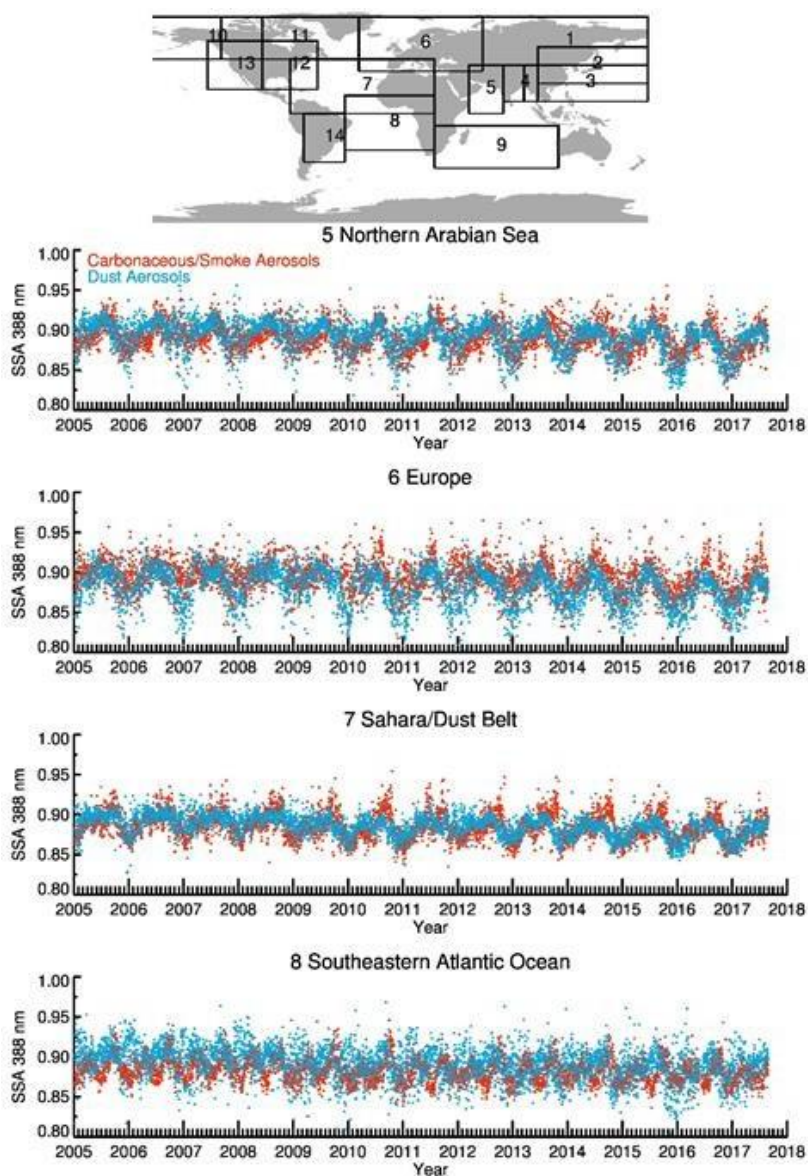 10 11 6 1
13 12 2
7 5 4 3
8
14 9
5 Northern Arabian Sea
Carbonaceous/Smoke Aerosols
Dust Aerosols
SSA 388 nm
1.00
0.95
0.90
0.85
0.80
2005 2006 2007 2008 2009 2010 2011 2012 2013 2014 2015 2016 2017 2018
Year
6 Europe
SSA 388 nm
1.00
0.95
0.90
0.85
0.80
2005 2006 2007 2008 2009 2010 2011 2012 2013 2014 2015 2016 2017 2018
Year
7 Sahara/Dust Belt
SSA 388 nm
1.00
0.95
0.90
0.85
0.80
2005 2006 2007 2008 2009 2010 2011 2012 2013 2014 2015 2016 2017 2018
Year
8 Southeastern Atlantic Ocean
SSA 388 nm
1.00
0.95
0.90
0.85
0.80
2005 2006 2007 2008 2009 2010 2011 2012 2013 2014 2015 2016 2017 2018
Year